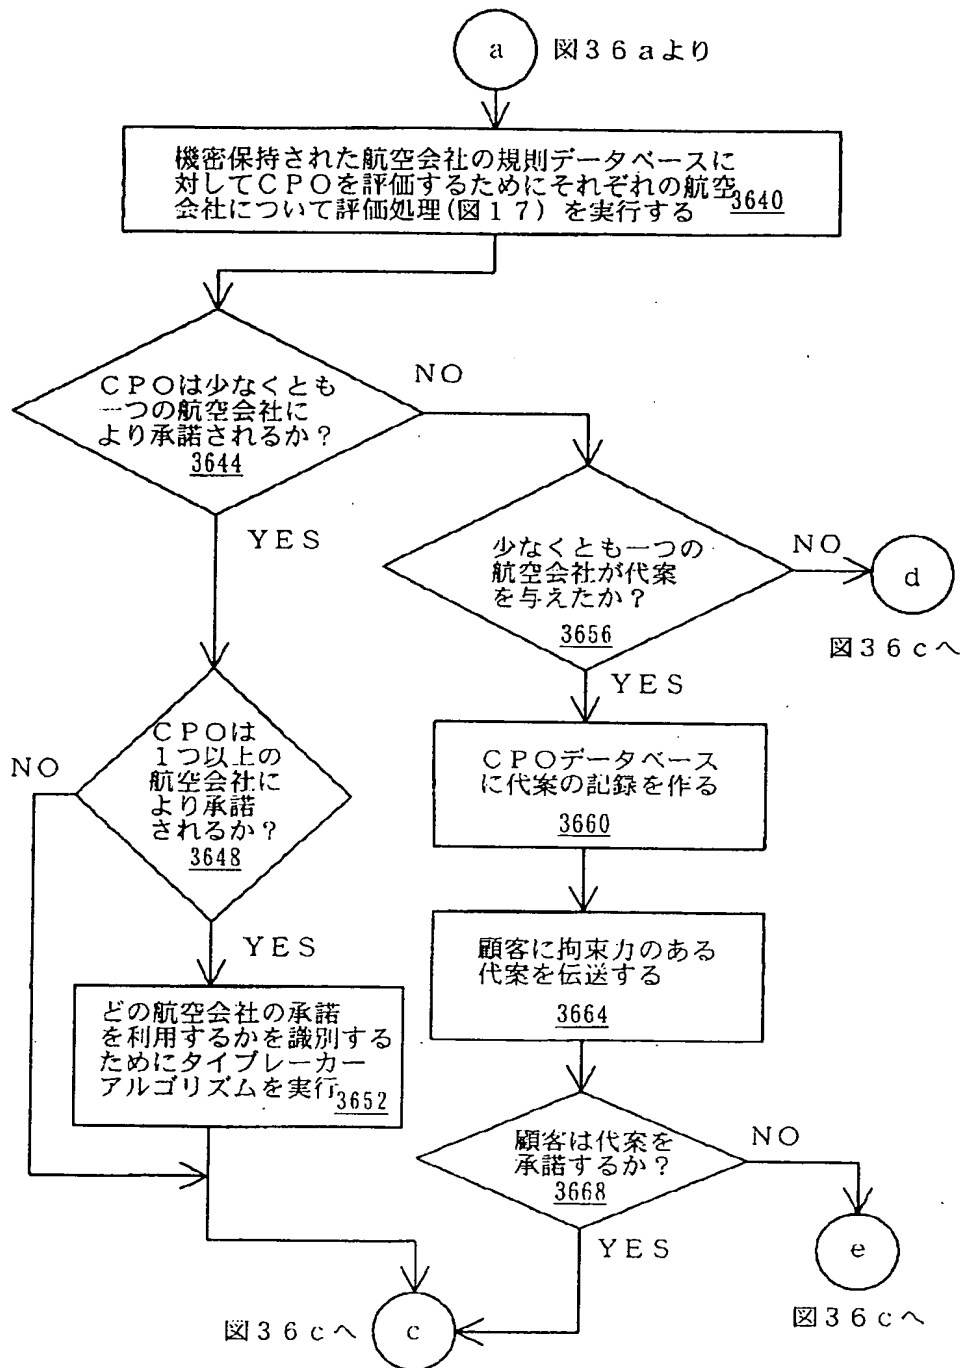 a
図36aより
機密保持された航空会社の規則データベースに
対してCPOを評価するためにそれぞれの航空
会社について評価処理(図17)を実行する
3640
CPOは少なくとも
一つの航空会社に
より承諾されるか?
3644
NO
YES
少なくとも一つの
航空会社が代案
を与えたか?
3656
NO
d
図36cへ
YES
CPOは
1つ以上の
航空会社に
より承諾
されるか?
3648
NO
YES
CPOデータベース
に代案の記録を作る
3660
顧客に拘束力のある
代案を伝送する
3664
どの航空会社の承諾
を利用するかを識別する
ためにタイブレーカー
アルゴリズムを実行
3652
顧客は代案を
承諾するか?
3668
NO
YES
e
図36cへ
図36cへ
c